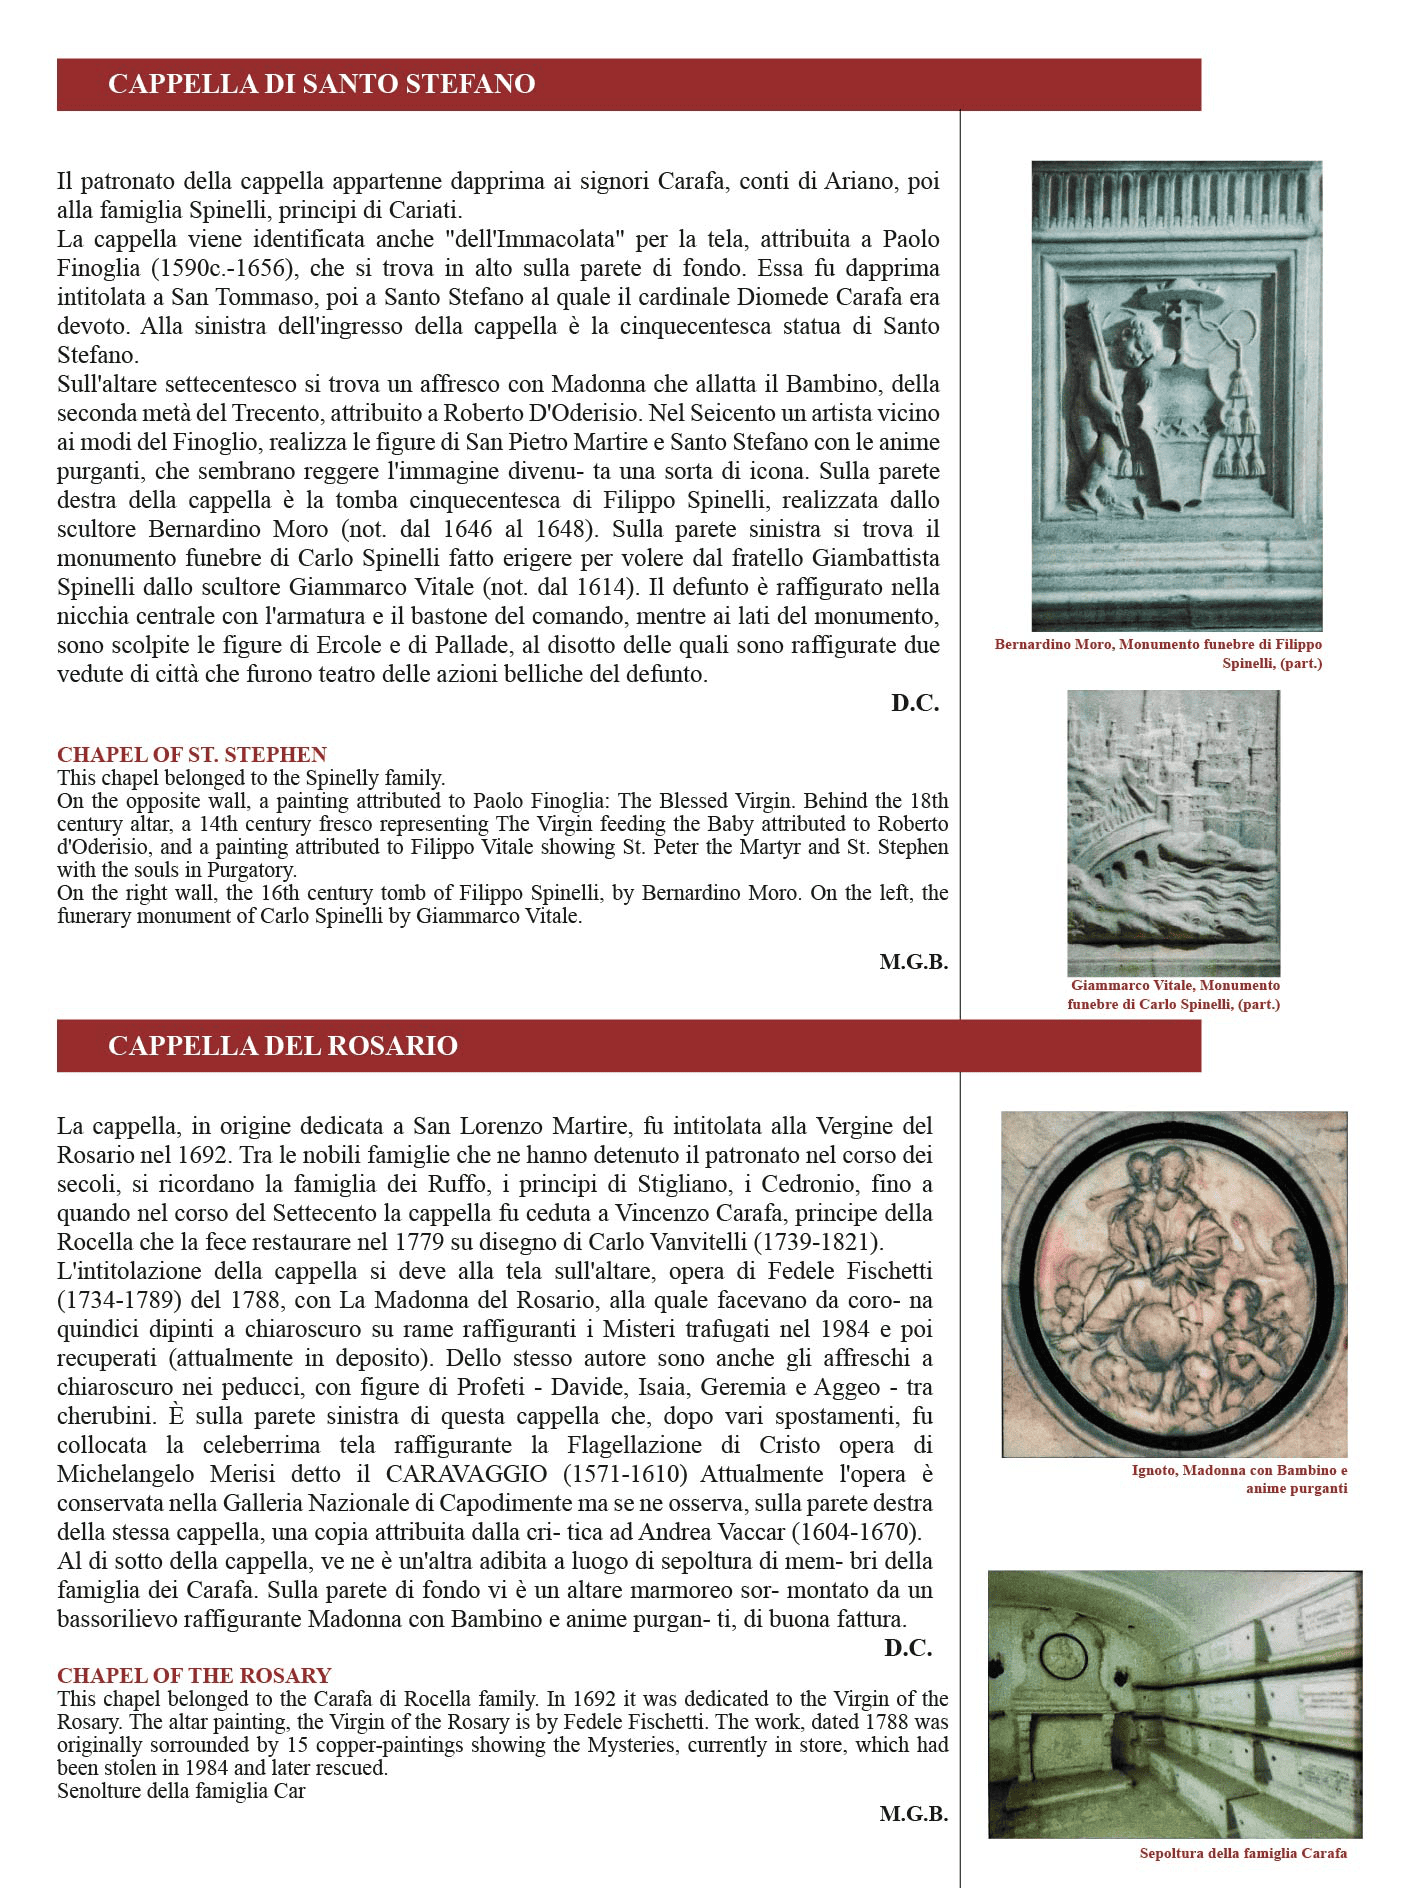 CAPPELLA DI SANTO STEFANO
Il patronato della cappella appartenne dapprima ai signori Carafa, conti di Ariano, poi
alla famiglia Spinelli, principi di Cariati.
La cappella viene identificata anche "dell'Immacolata" per la tela, attribuita a Paolo
Finoglia (1590c.-1656), che si trova in alto sulla parete di fondo. Essa fu dapprima
intitolata a San Tommaso, poi a Santo Stefano al quale il cardinale Diomede Carafa era
devoto. Alla sinistra dell'ingresso della cappella è la cinquecentesca statua di Santo
Stefano.
Sull'altare settecentesco si trova un affresco con Madonna che allatta il Bambino, della
seconda metà del Trecento, attribuito a Roberto D'Oderisio. Nel Seicento un artista vicino
ai modi del Finoglio, realizza le figure di San Pietro Martire e Santo Stefano con le anime
purganti, che sembrano reggere l'immagine divenu- ta una sorta di icona. Sulla parete
destra della cappella è la tomba cinquecentesca di Filippo Spinelli, realizzata dallo
scultore Bernardino Moro (not. dal 1646 al 1648). Sulla parete sinistra si trova il
monumento funebre di Carlo Spinelli fatto erigere per volere dal fratello Giambattista
Spinelli dallo scultore Giammarco Vitale (not. dal 1614). Il defunto è raffigurato nella
nicchia centrale con l'armatura e il bastone del comando, mentre ai lati del monumento,
sono scolpite le figure di Ercole e di Pallade, al disotto delle quali sono raffigurate due
vedute di città che furono teatro delle azioni belliche del defunto.
D.C.
CHAPEL OF ST. STEPHEN
This chapel belonged to the Spinelly family.
On the opposite wall, a painting attributed to Paolo Finoglia: The Blessed Virgin. Behind the 18th
century altar, a 14th century fresco representing The Virgin feeding the Baby attributed to Roberto
d'Oderisio, and a painting attributed to Filippo Vitale showing St. Peter the Martyr and St. Stephen
with the souls in Purgatory.
On the right wall, the 16th century tomb of Filippo Spinelli, by Bernardino Moro. On the left, the
funerary monument of Carlo Spinelli by Giammarco Vitale.
M.G.B.
Bernardino Moro, Monumento funebre di Filippo
Spinelli, (part.)
Giammarco Vitale, Monumento
funebre di Carlo Spinelli, (part.)
CAPPELLA DEL ROSARIO
La cappella, in origine dedicata a San Lorenzo Martire, fu intitolata alla Vergine del
Rosario nel 1692. Tra le nobili famiglie che ne hanno detenuto il patronato nel corso dei
secoli, si ricordano la famiglia dei Ruffo, i principi di Stigliano, i Cedronio, fino a
quando nel corso del Settecento la cappella fu ceduta a Vincenzo Carafa, principe della
Rocella che la fece restaurare nel 1779 su disegno di Carlo Vanvitelli (1739-1821).
L'intitolazione della cappella si deve alla tela sull'altare, opera di Fedele Fischetti
(1734-1789) del 1788, con La Madonna del Rosario, alla quale facevano da coro- na
quindici dipinti a chiaroscuro su rame raffiguranti i Misteri trafugati nel 1984 e poi
recuperati (attualmente in deposito). Dello stesso autore sono anche gli affreschi a
chiaroscuro nei peducci, con figure di Profeti - Davide, Isaia, Geremia e Aggeo - tra
cherubini. È sulla parete sinistra di questa cappella che, dopo vari spostamenti, fu
collocata la celeberrima tela raffigurante la Flagellazione di Cristo opera di
Michelangelo Merisi detto il CARAVAGGIO (1571-1610) Attualmente l'opera è
conservata nella Galleria Nazionale di Capodimente ma se ne osserva, sulla parete destra
della stessa cappella, una copia attribuita dalla cri- tica ad Andrea Vaccar (1604-1670).
Al di sotto della cappella, ve ne è un'altra adibita a luogo di sepoltura di mem- bri della
famiglia dei Carafa. Sulla parete di fondo vi è un altare marmoreo sor- montato da un
bassorilievo raffigurante Madonna con Bambino e anime purgan- ti, di buona fattura.
D.C.
CHAPEL OF THE ROSARY
This chapel belonged to the Carafa di Rocella family. In 1692 it was dedicated to the Virgin of the
Rosary. The altar painting, the Virgin of the Rosary is by Fedele Fischetti. The work, dated 1788 was
originally sorrounded by 15 copper-paintings showing the Mysteries, currently in store, which had
been stolen in 1984 and later rescued.
Senolture della famiglia Car
M.G.B.
Ignoto, Madonna con Bambino e
anime purganti
Sepoltura della famiglia Carafa